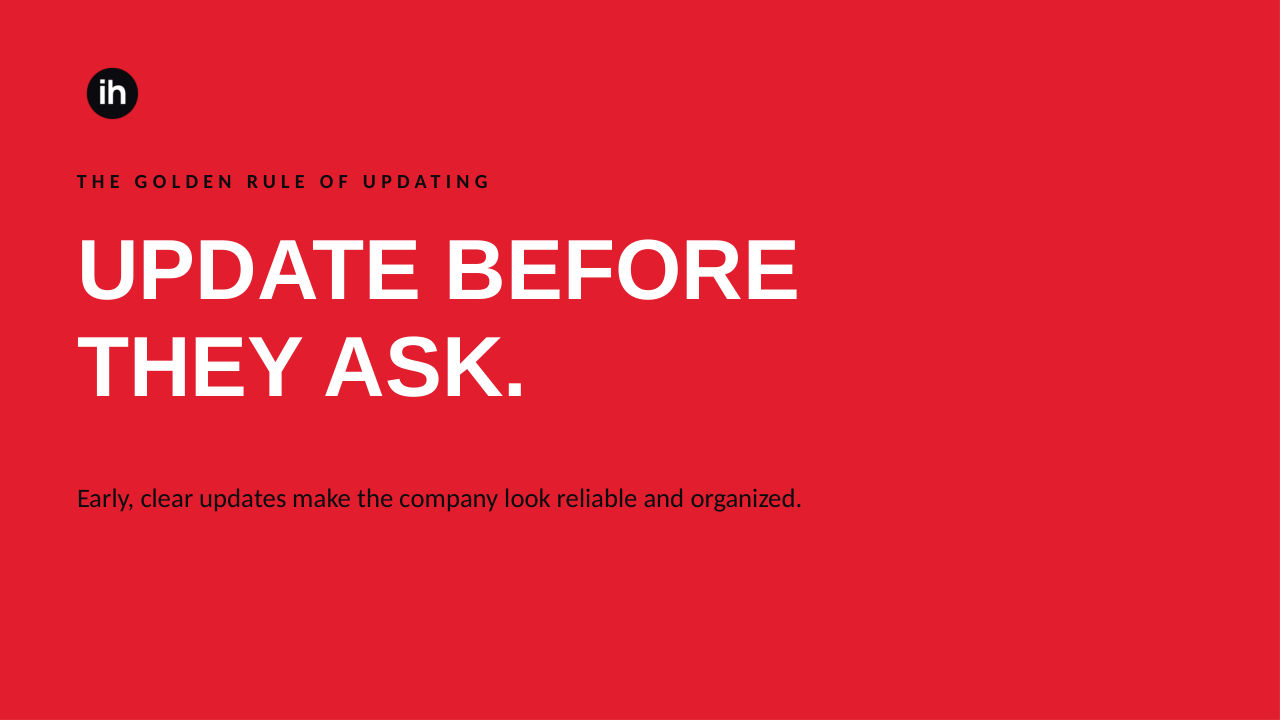 ih
THE GOLDEN RULE OF UPDATING
UPDATE BEFORE
THEY ASK.
Early, clear updates make the company look reliable and organized.